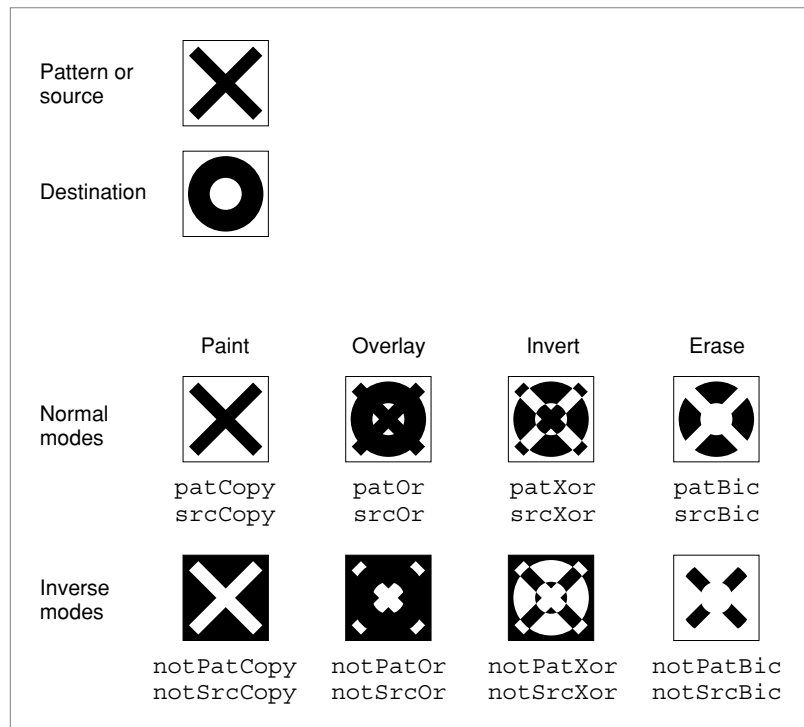 Pattern or
source
Destination
Paint Overlay Invert Erase
Normal
modes
patCopy patOr patXor patBic
srcCopy srcOr srcXor srcBic
Inverse
modes
notPatCopy notPatOr notPatXor notPatBic
notSrcCopy notSrcOr notSrcXor notSrcBic